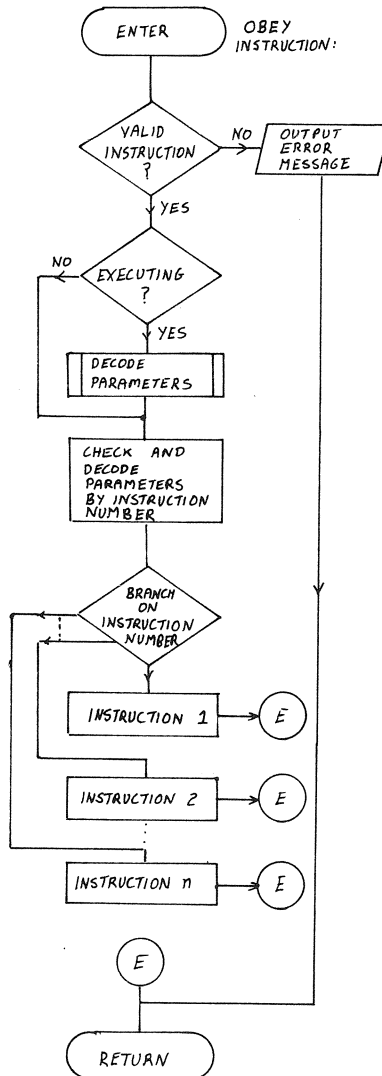 ENTER
OBEY
INSTRUCTION:
VALID
INSTRUCTION
?
NO
OUTPUT
ERROR
MESSAGE
YES
NO
EXECUTING
?
YES
DECODE
PARAMETERS
CHECK AND
DECODE
PARAMETERS
BY INSTRUCTION
NUMBER
BRANCH
ON
INSTRUCTION
NUMBER
INSTRUCTION 1
E
INSTRUCTION 2
E
INSTRUCTION n
E
E
RETURN